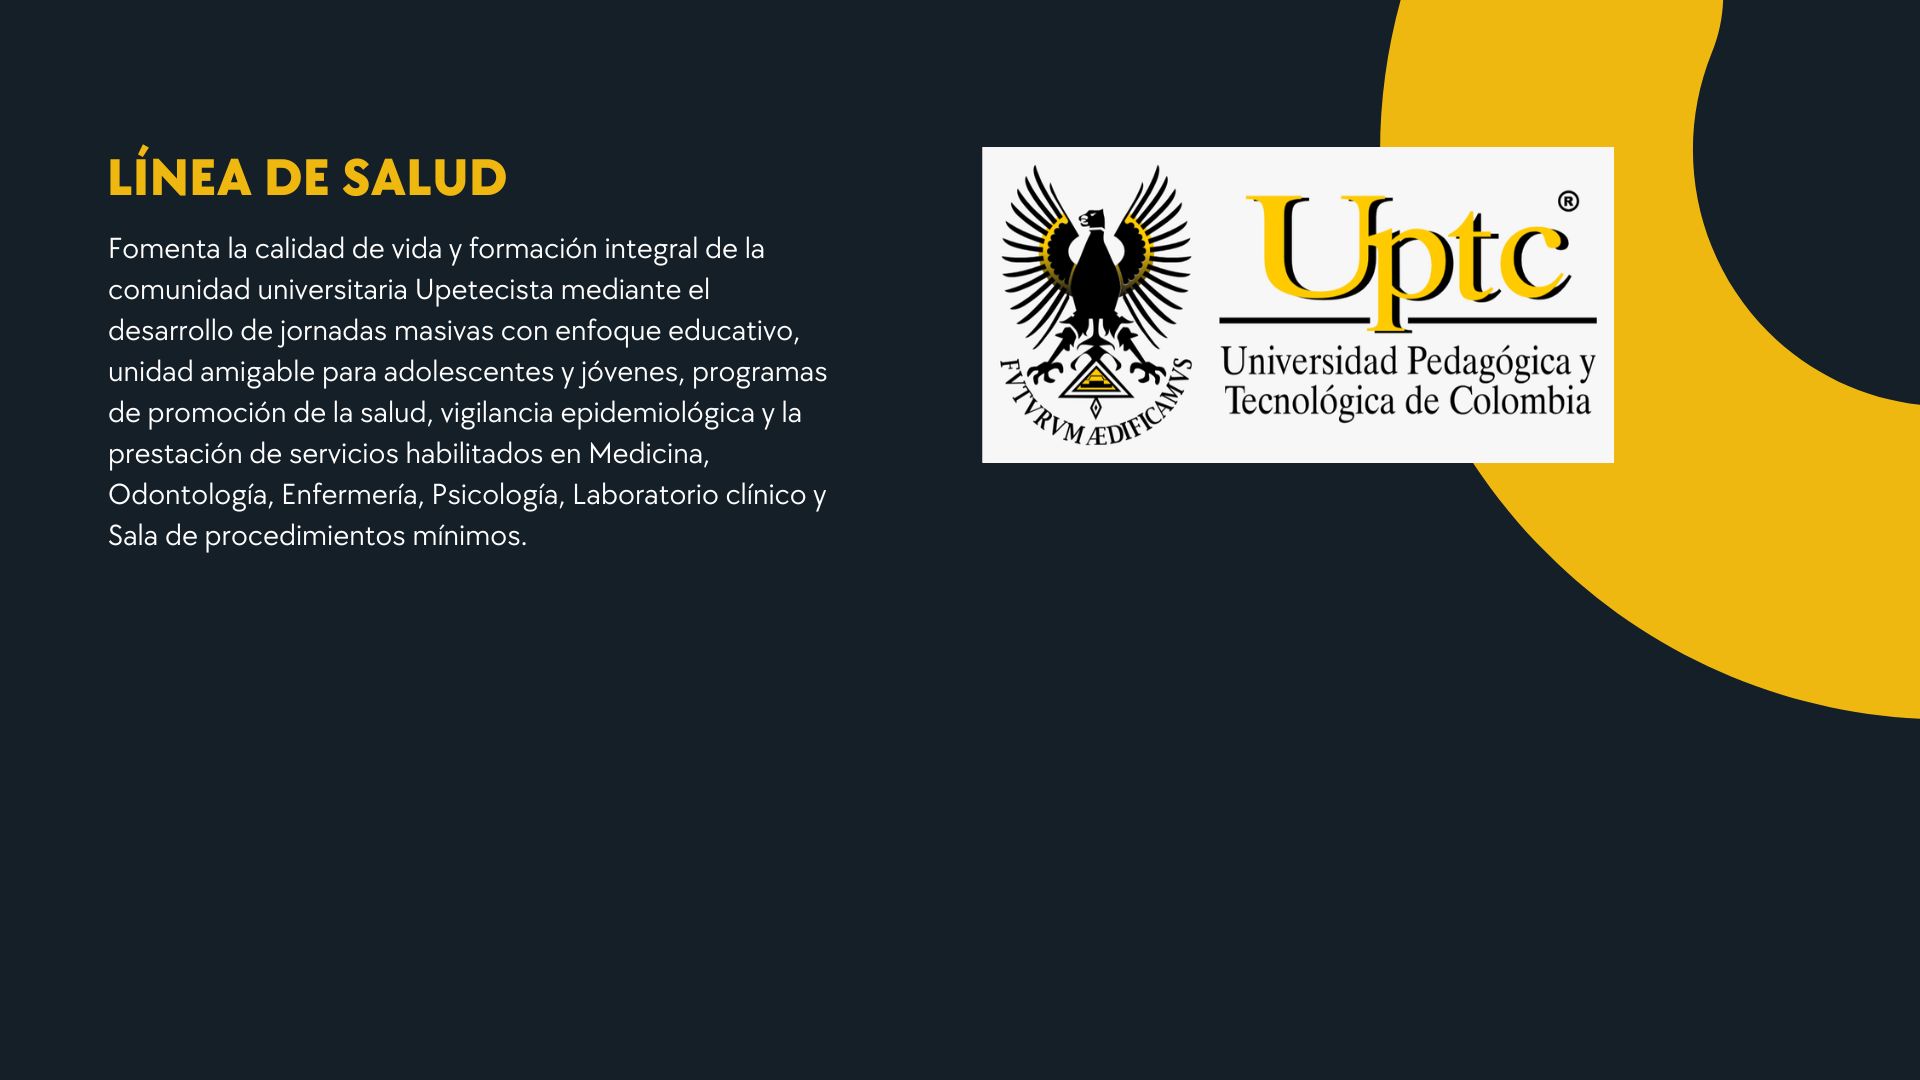 LÍNEA DE SALUD
Fomenta la calidad de vida y formación integral de la
comunidad universitaria Upetecista mediante el
desarrollo de jornadas masivas con enfoque educativo,
unidad amigable para adolescentes y jóvenes, programas
de promoción de la salud, vigilancia epidemiológica y la
prestación de servicios habilitados en Medicina,
Odontología, Enfermería, Psicología, Laboratorio clínico y
Sala de procedimientos mínimos.
FVTVRVM ÆDIFICAMVS
Uptc®
Universidad Pedagógica y
Tecnológica de Colombia